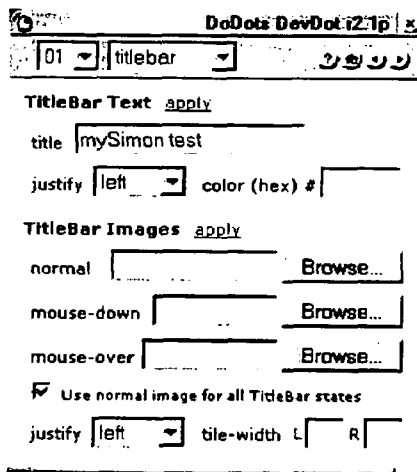 DoDots DevDot i2.1p x
01 titlebar ?
TitleBar Text apply
title mySimon test
justify left color (hex) #
TitleBar Images apply
normal Browse...
mouse-down Browse...
mouse-over Browse...
Use normal image for all TitleBar states
justify left tile-width L R